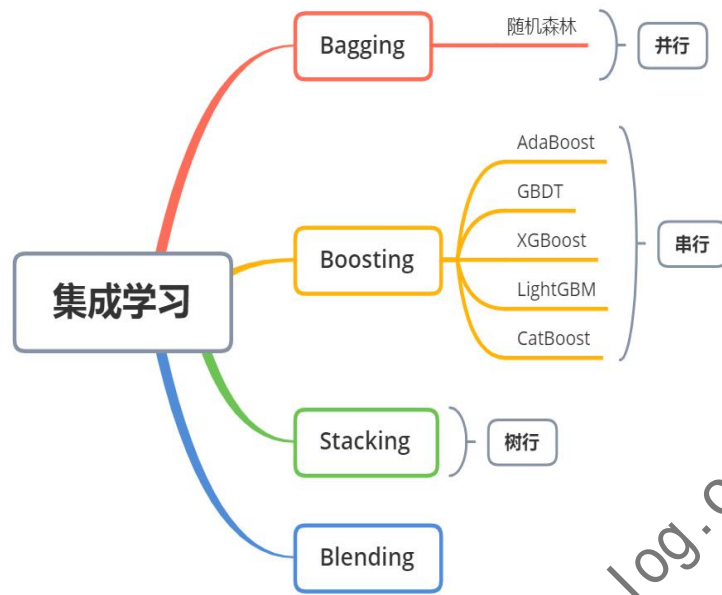 集成学习
Bagging
随机森林
并行
Boosting
AdaBoost
GBDT
XGBoost
LightGBM
CatBoost
串行
Stacking
树行
Blending
log.c